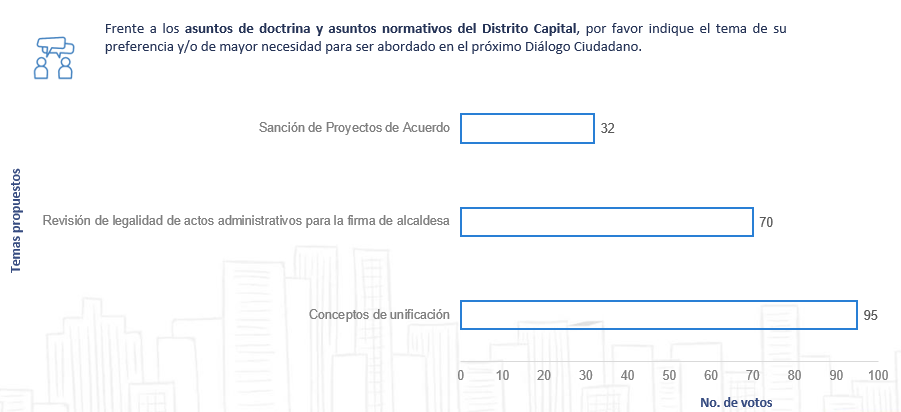 Frente a los asuntos de doctrina y asuntos normativos del Distrito Capital, por favor indique el tema de su
preferencia y/o de mayor necesidad para ser abordado en el próximo Diálogo Ciudadano.
Temas propuestos
Sanción de Proyectos de Acuerdo
32
Revisión de legalidad de actos administrativos para la firma de alcaldesa
70
Conceptos de unificación
95
0 10 20 30 40 50 60 70 80 90 100
No. de votos